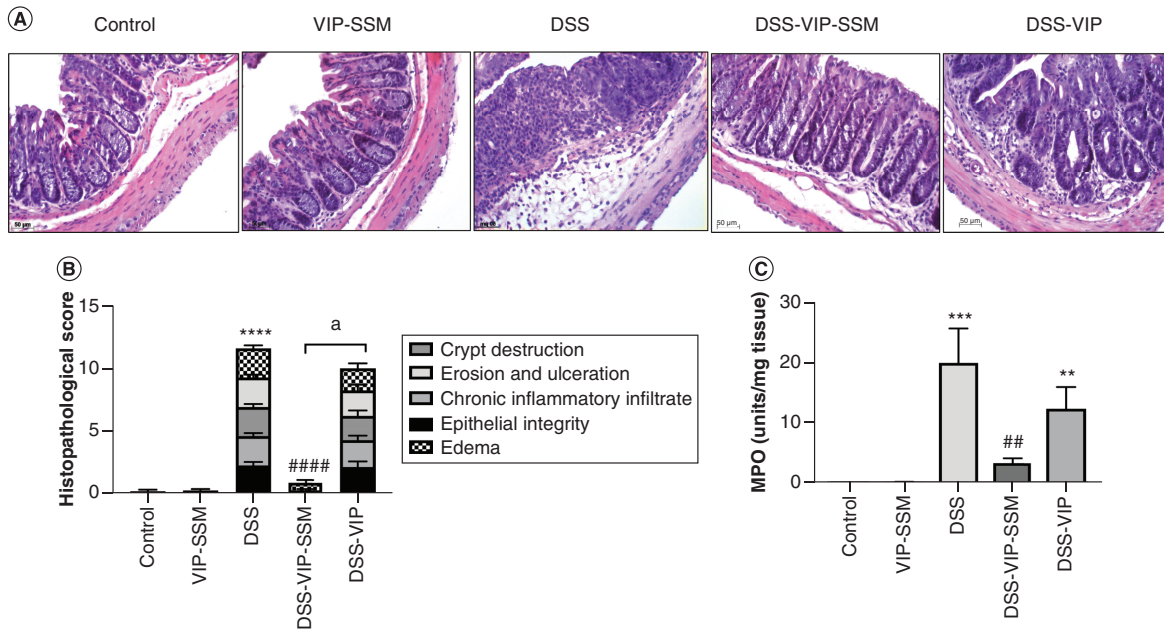 A
Control
VIP-SSM
DSS
DSS-VIP-SSM
DSS-VIP
50 µm
50 µm
50 µm
B
Histopathological score
15
10
5
0
****
####
a
Control
VIP-SSM
DSS
DSS-VIP-SSM
DSS-VIP
Crypt destruction
Erosion and ulceration
Chronic inflammatory infiltrate
Epithelial integrity
Edema
C
MPO (units/mg tissue)
30
20
10
0
***
##
**
Control
VIP-SSM
DSS
DSS-VIP-SSM
DSS-VIP